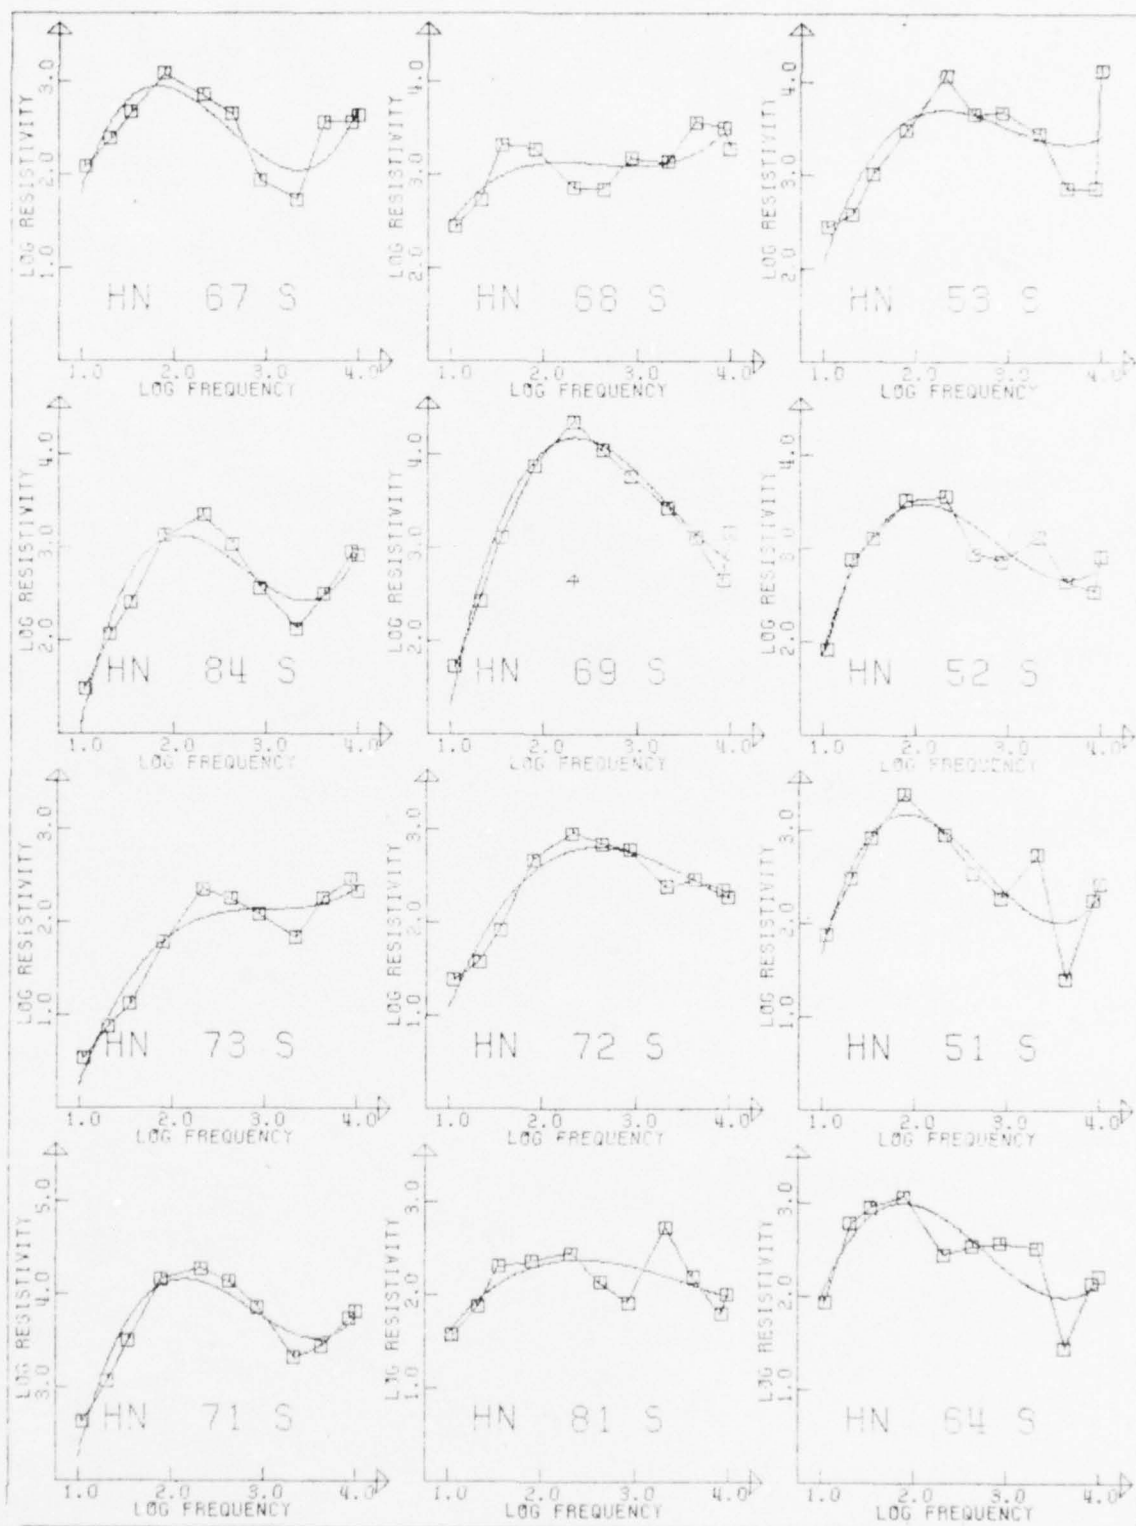 LOG RESISTIVITY
1.0 2.0 3.0
HN 67 S
1.0 2.0 3.0 4.0
LOG FREQUENCY
LOG RESISTIVITY
2.0 3.0 4.0
HN 68 S
1.0 2.0 3.0 4.0
LOG FREQUENCY
LOG RESISTIVITY
2.0 3.0 4.0
HN 53 S
1.0 2.0 3.0 4.0
LOG FREQUENCY
LOG RESISTIVITY
2.0 3.0 4.0
HN 84 S
1.0 2.0 3.0 4.0
LOG FREQUENCY
LOG RESISTIVITY
2.0 3.0 4.0
HN 69 S
1.0 2.0 3.0 4.0
LOG FREQUENCY
LOG RESISTIVITY
2.0 3.0 4.0
HN 52 S
1.0 2.0 3.0 4.0
LOG FREQUENCY
LOG RESISTIVITY
1.0 2.0 3.0
HN 73 S
1.0 2.0 3.0 4.0
LOG FREQUENCY
LOG RESISTIVITY
1.0 2.0 3.0
HN 72 S
1.0 2.0 3.0 4.0
LOG FREQUENCY
LOG RESISTIVITY
1.0 2.0 3.0
HN 51 S
1.0 2.0 3.0 4.0
LOG FREQUENCY
LOG RESISTIVITY
3.0 4.0 5.0
HN 71 S
1.0 2.0 3.0 4.0
LOG FREQUENCY
LOG RESISTIVITY
1.0 2.0 3.0
HN 81 S
1.0 2.0 3.0 4.0
LOG FREQUENCY
LOG RESISTIVITY
1.0 2.0 3.0
HN 64 S
1.0 2.0 3.0 4.0
LOG FREQUENCY